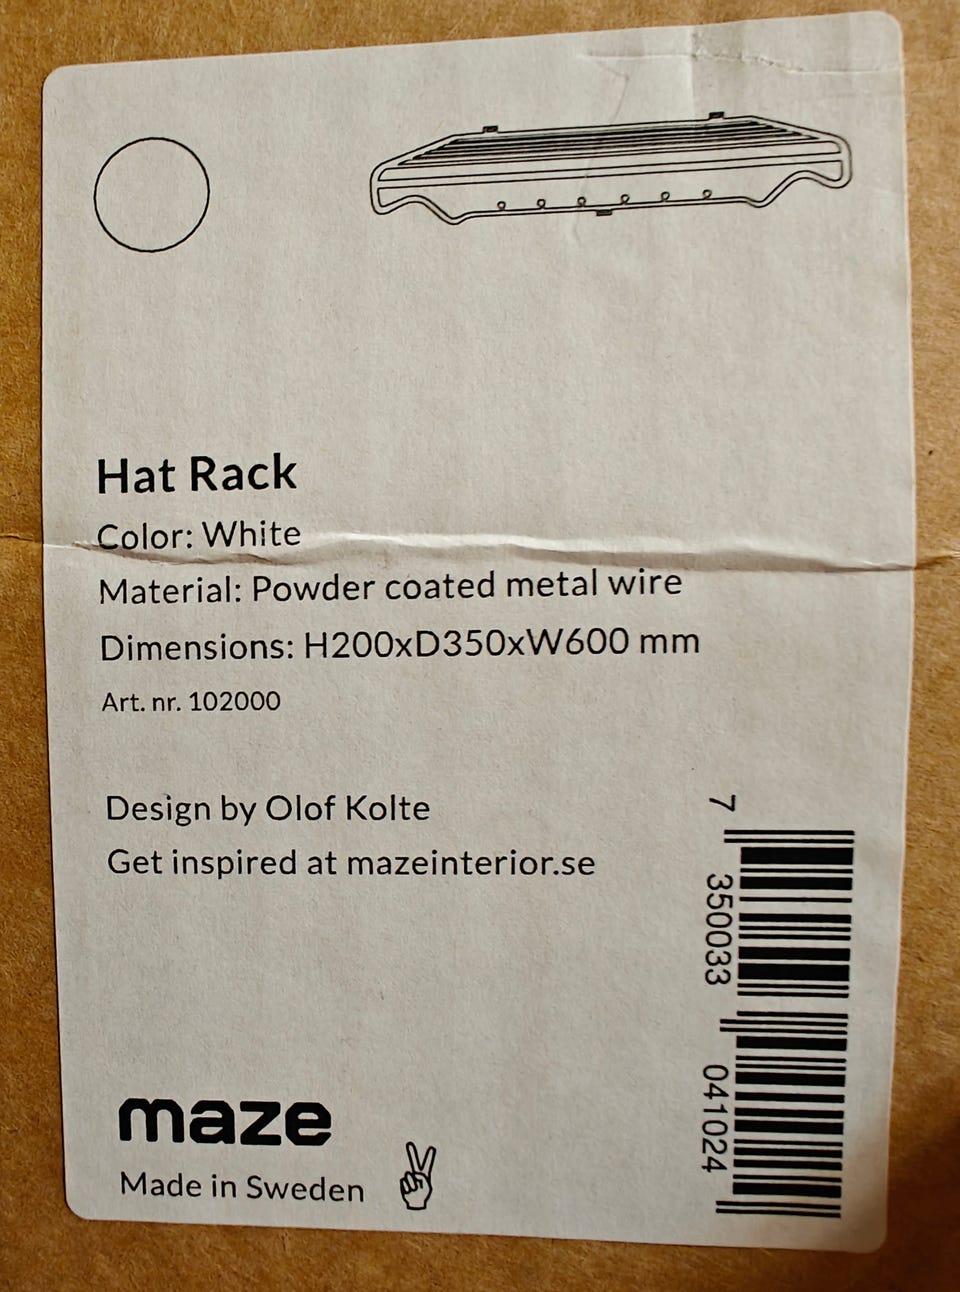 Hat Rack
Color: White
Material: Powder coated metal wire
Dimensions: H200xD350xW600 mm
Art. nr. 102000
Design by Olof Kolte
Get inspired at mazeinterior.se
maze
Made in Sweden
7 350033 041024